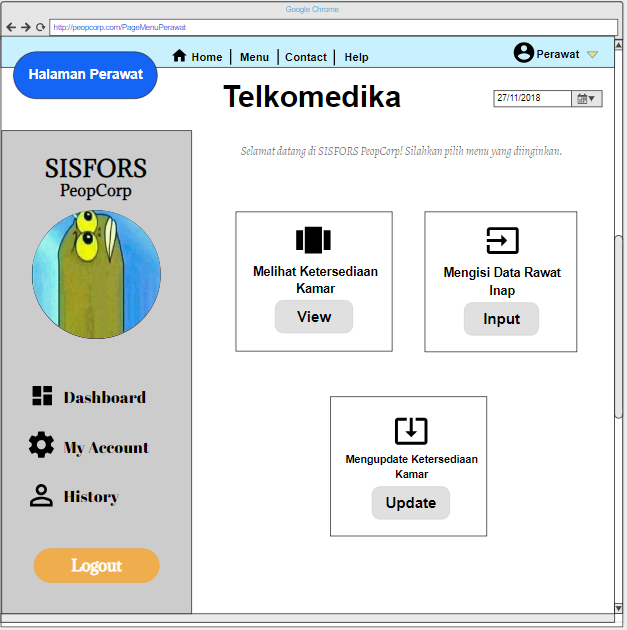 Google Chrome
http://peopcorp.com/PageMenuPerawat
Halaman Perawat
Home | Menu | Contact | Help
Perawat
Telkomedika
27/11/2018
SISFORS
PeopCorp
Selamat datang di SISFORS PeopCorp! Silahkan pilih menu yang diinginkan.
Melihat Ketersediaan
Kamar
View
Mengisi Data Rawat
Inap
Input
Mengupdate Ketersediaan
Kamar
Update
Dashboard
My Account
History
Logout